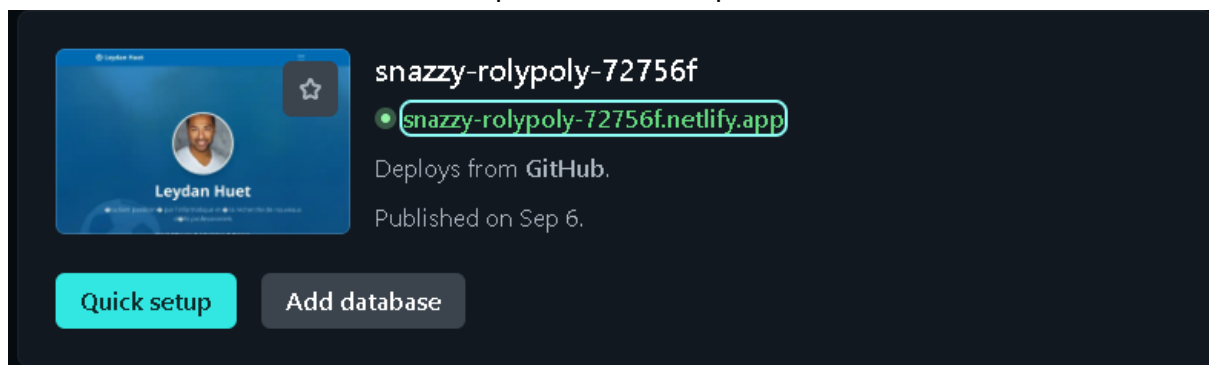 Leydan Huet
snazzy-rolypoly-72756f
snazzy-rolypoly-72756f.netlify.app
Deploys from GitHub.
Leydan Huet
Published on Sep 6.
Quick setup
Add database